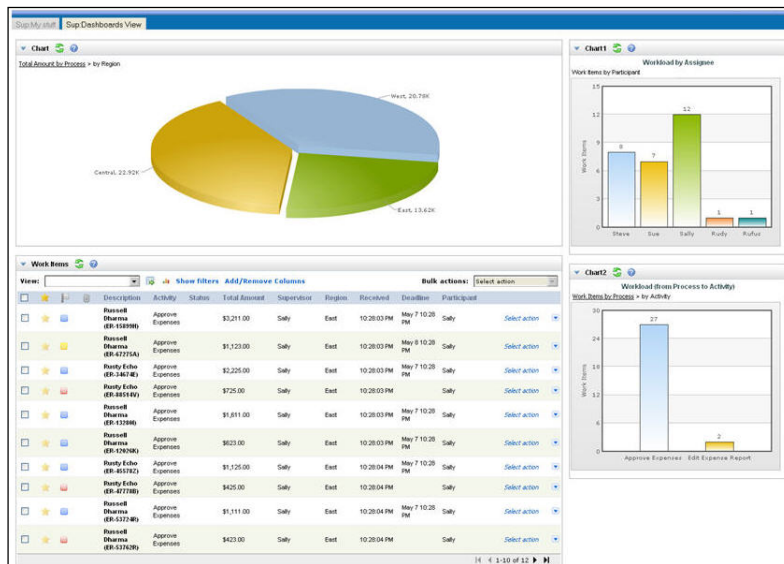 Sup:My stuff Sup:Dashboards View
Chart
Total Amount by Process > by Region
West, 20.78K
Central, 22.92K
East, 13.62K
Chart1
Workload by Assignee
Work Items by Participant
Work Items
15
12
9
6
3
0
8
7
12
1
1
Steve Sue Sally Rudy Rufus
Work Items
View: Show filters Add/Remove Columns Bulk actions: Select action
Description Activity Status Total Amount Supervisor Region Received Deadline Participant
Russell
Dharma
(ER-15899H)
Approve
Expenses
$3,211.00 Sally East 10:28:03 PM May 7 10:28
PM
Sally Select action
Russell
Dharma
(ER-67275A)
Approve
Expenses
$1,123.00 Sally East 10:28:03 PM May 8 10:28
PM
Sally Select action
Rusty Echo
(ER-34674E)
Approve
Expenses
$2,225.00 Sally East 10:28:03 PM May 7 10:28
PM
Sally Select action
Rusty Echo
(ER-88514V)
Approve
Expenses
$725.00 Sally East 10:28:03 PM Sally Select action
Russell
Dharma
(ER-1328H)
Approve
Expenses
$1,811.00 Sally East 10:28:03 PM May 7 10:28
PM
Sally Select action
Russell
Dharma
(ER-12026K)
Approve
Expenses
$623.00 Sally East 10:28:03 PM May 7 10:28
PM
Sally Select action
Rusty Echo
(ER-45578Z)
Approve
Expenses
$1,125.00 Sally East 10:28:04 PM May 7 10:28
PM
Sally Select action
Rusty Echo
(ER-47778B)
Approve
Expenses
$425.00 Sally East 10:28:04 PM Sally Select action
Russell
Dharma
(ER-53724R)
Approve
Expenses
$1,111.00 Sally East 10:28:04 PM May 7 10:28
PM
Sally Select action
Russell
Dharma
(ER-53762R)
Approve
Expenses
$423.00 Sally East 10:28:04 PM Sally Select action
1-10 of 12
Chart2
Workload (from Process to Activity)
Work Items by Process > by Activity
Work Items
30
24
18
12
6
0
27
2
Approve Expenses Edit Expense Report